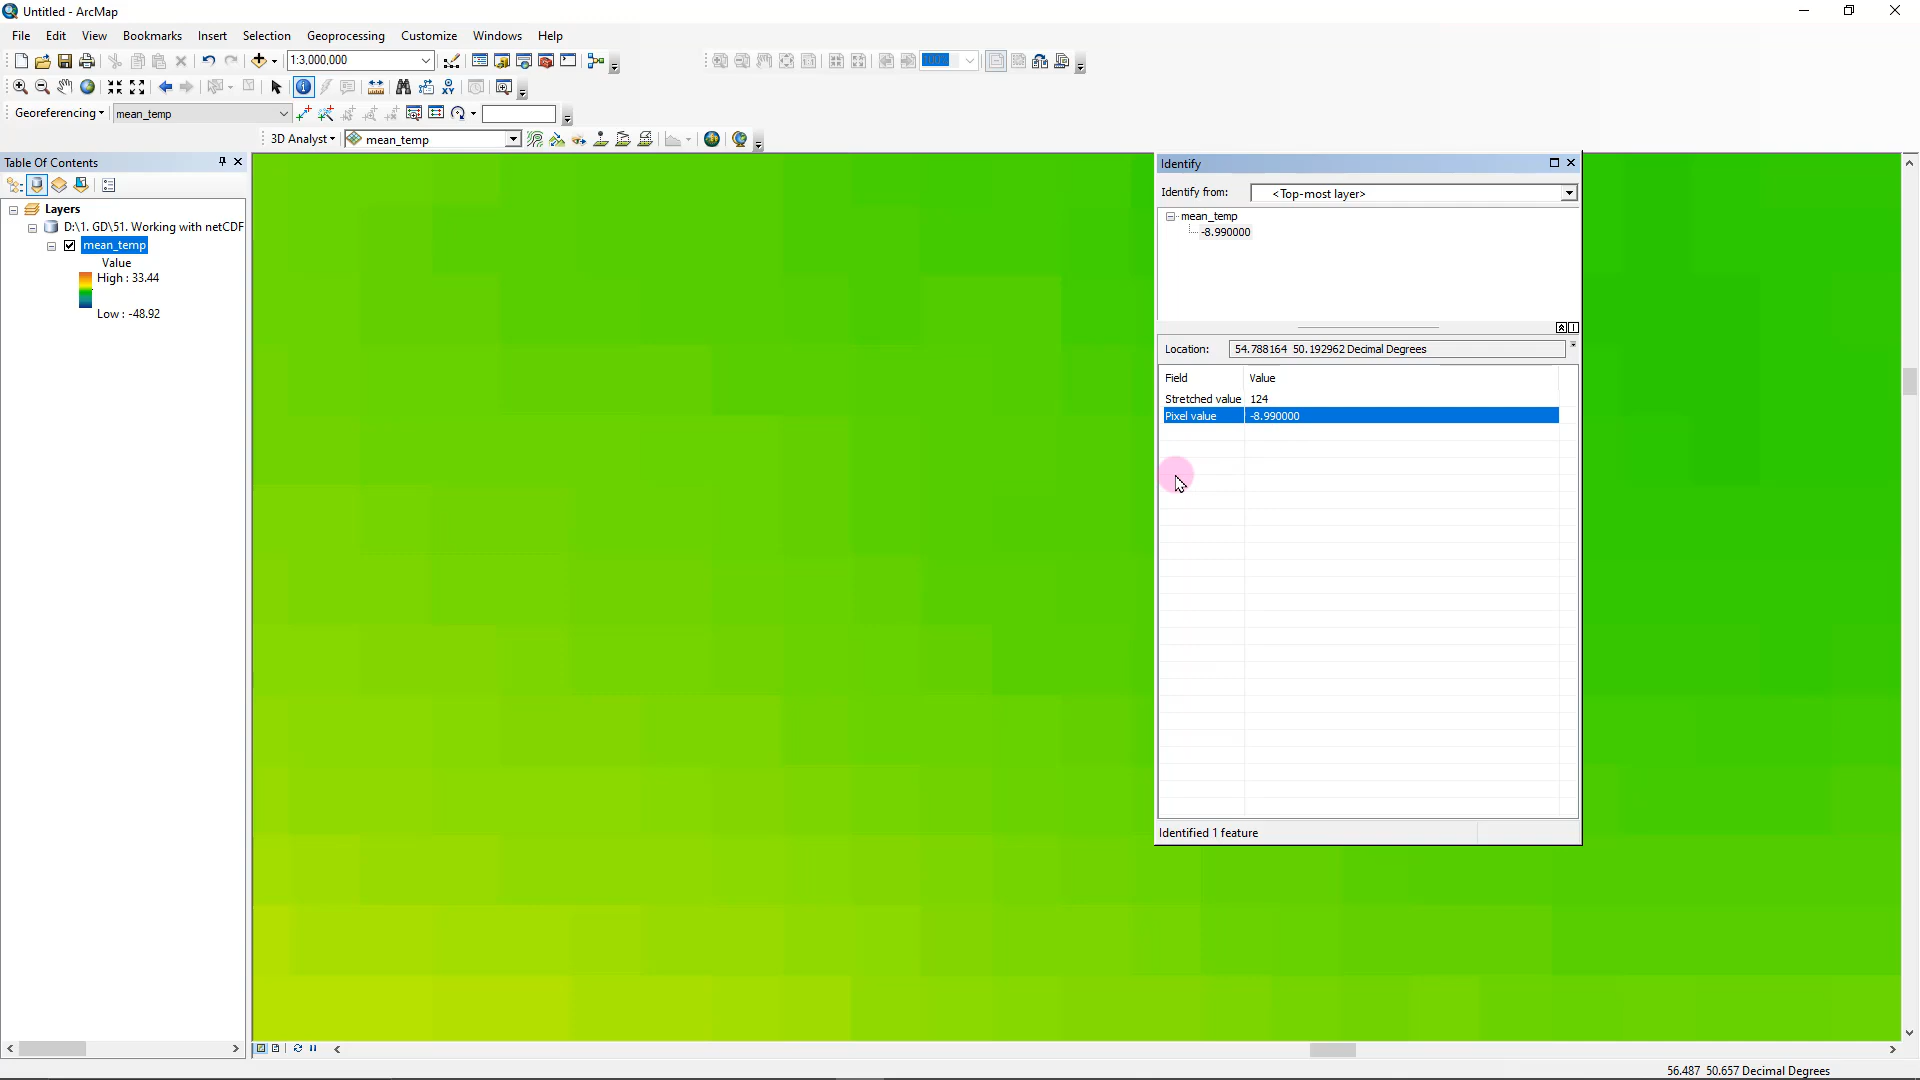 Untitled - ArcMap
File Edit View Bookmarks Insert Selection Geoprocessing Customize Windows Help
1:3,000,000 100%
Georeferencing mean_temp
3D Analyst mean_temp
Table Of Contents
Layers
D:\1. GD\51. Working with netCDF
mean_temp
Value
High : 33.44
Low : -48.92
Identify
Identify from: <Top-most layer>
mean_temp
-8.990000
Location: 54.788164 50.192962 Decimal Degrees
Field Value
Stretched value 124
Pixel value -8.990000
Identified 1 feature
56.487 50.657 Decimal Degrees